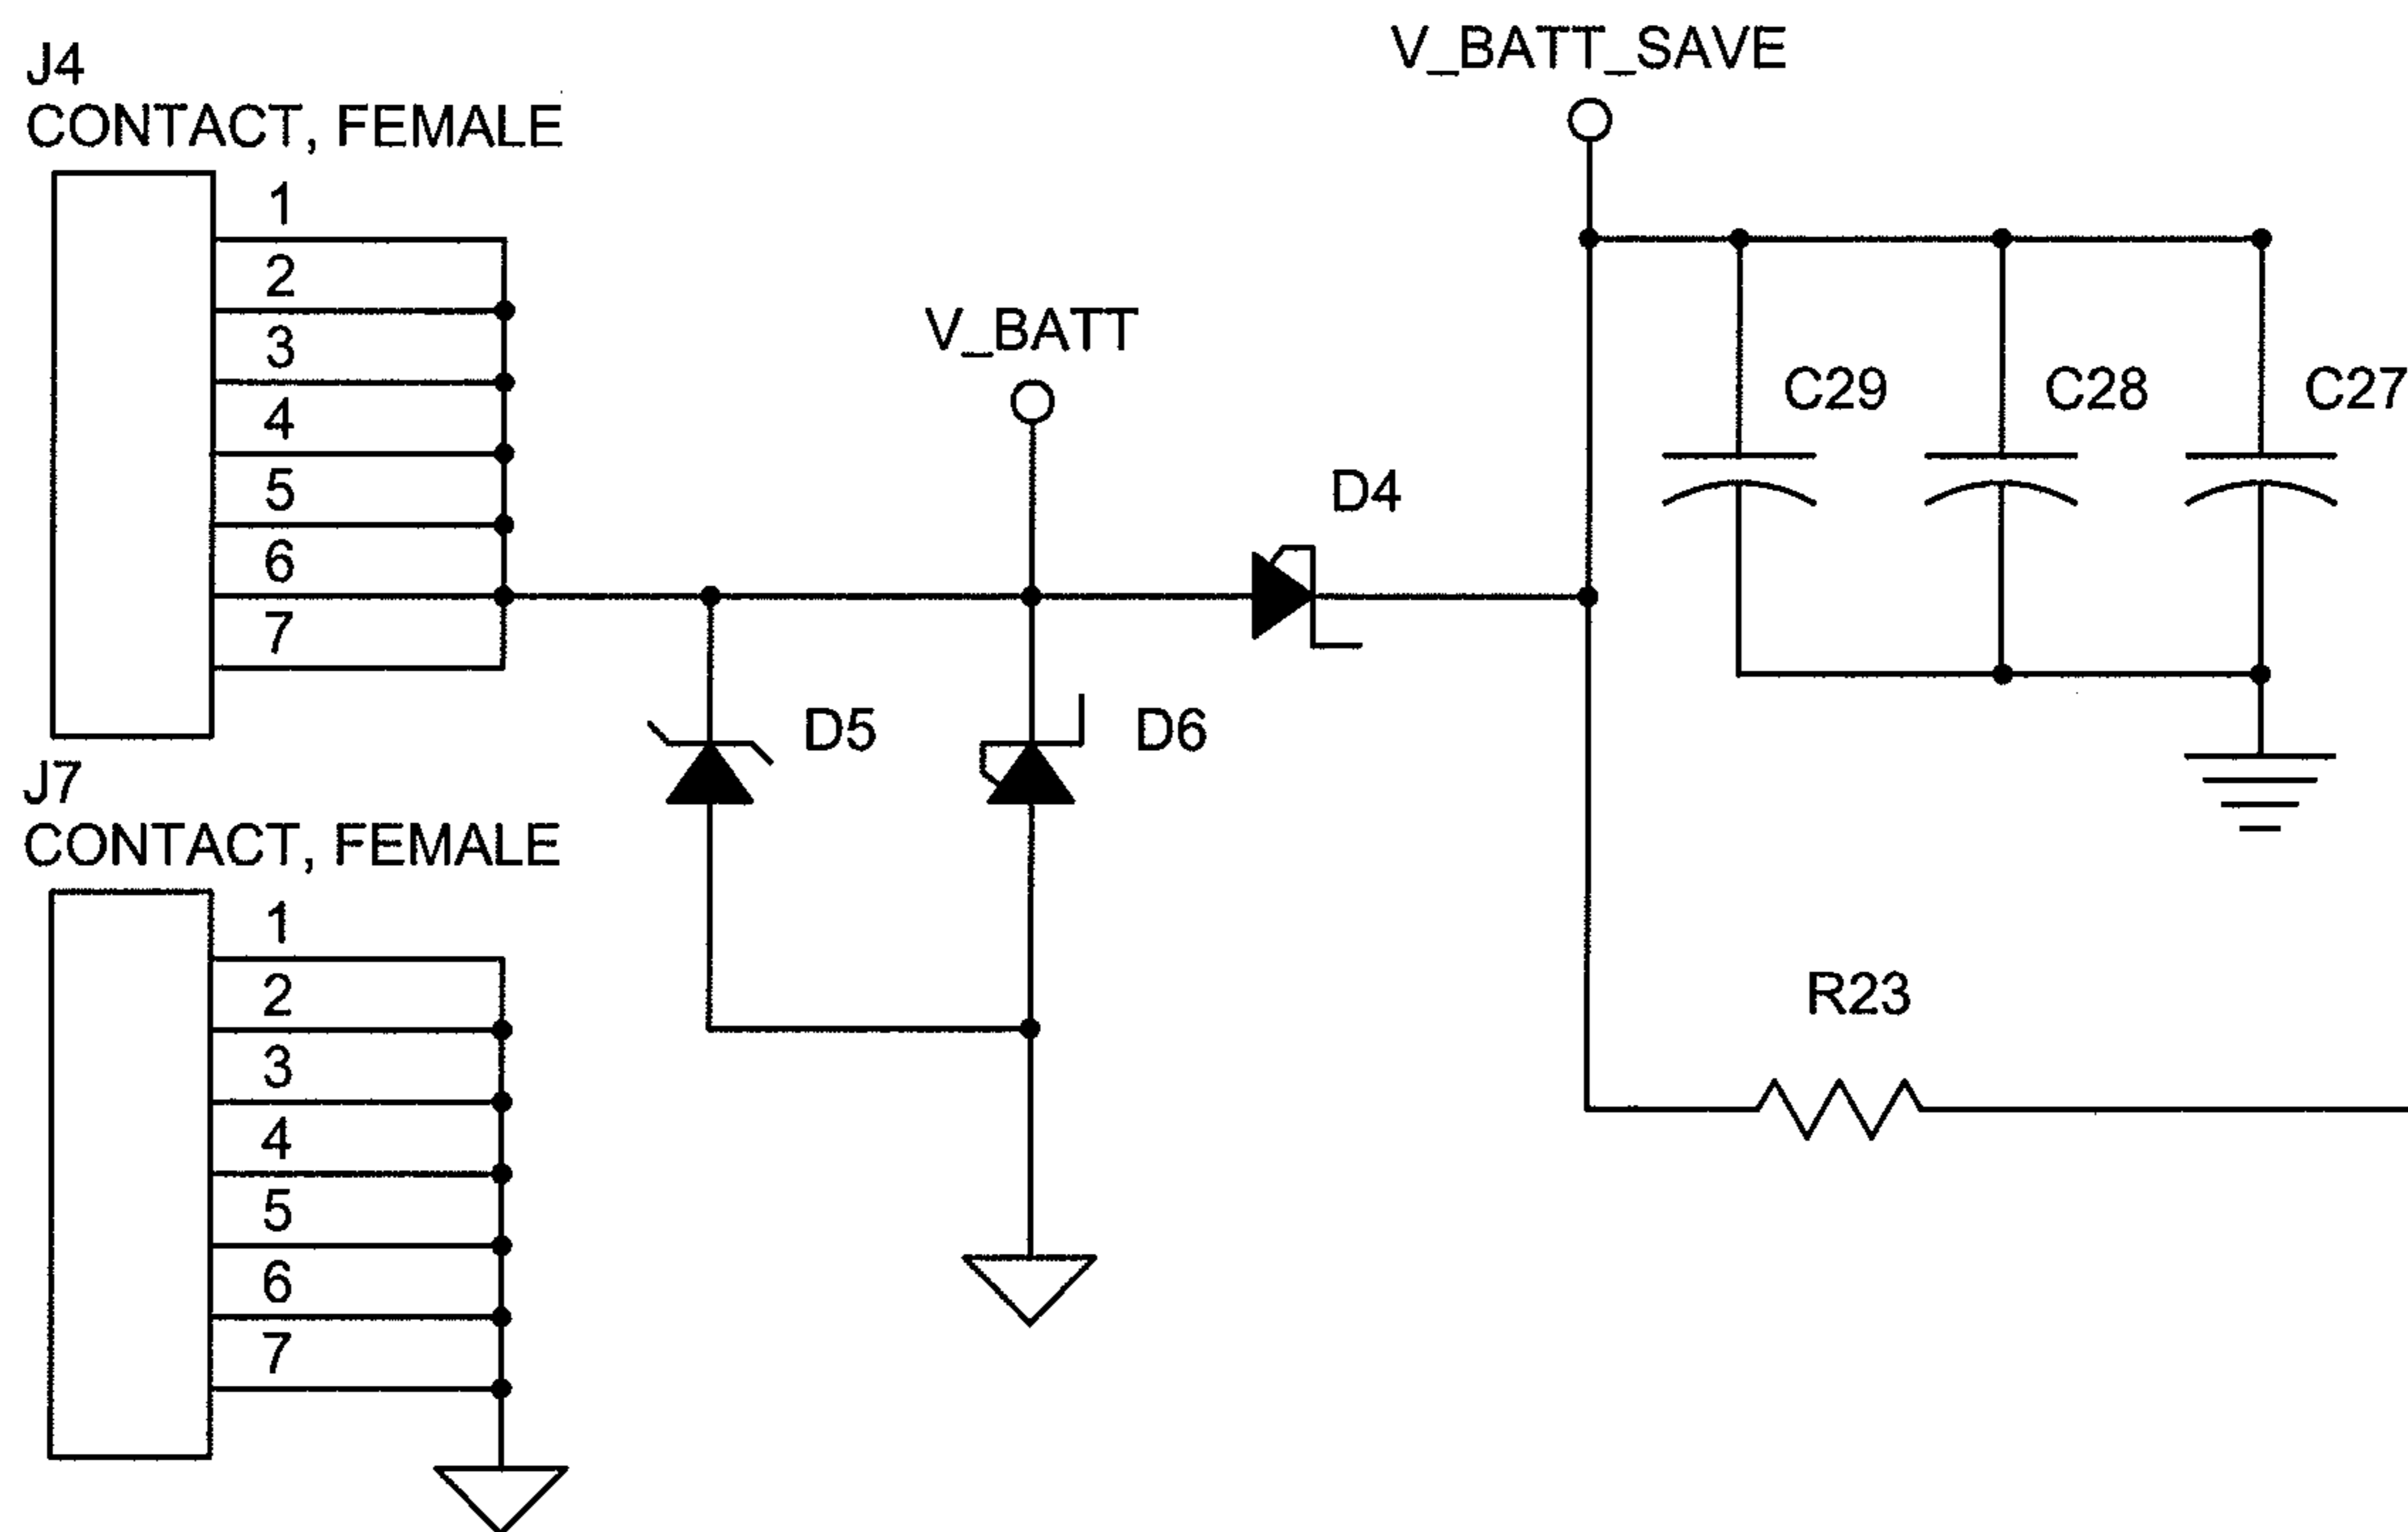 J4
CONTACT, FEMALE
1
2
3
4
5
6
7
J7
CONTACT, FEMALE
1
2
3
4
5
6
7
V_BATT
D5
D6
D4
V_BATT_SAVE
C29
C28
C27
R23